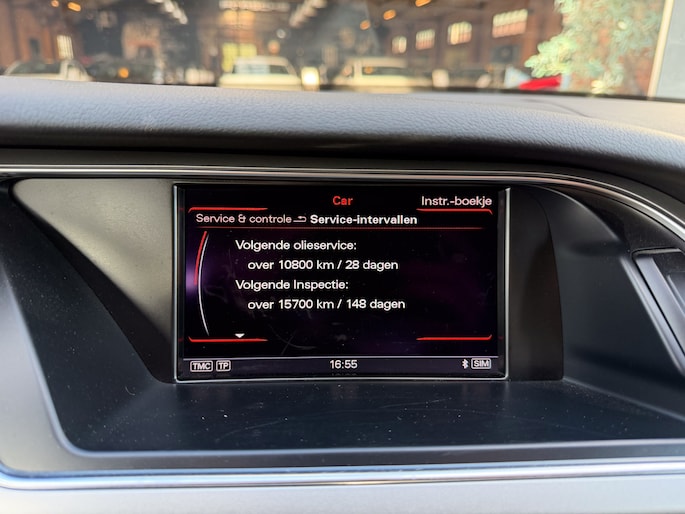 Car
Instr.-boekje
Service & controle Service-intervallen
Volgende olieservice:
over 10800 km / 28 dagen
Volgende Inspectie:
over 15700 km / 148 dagen
TMC TP 16:55 SIM